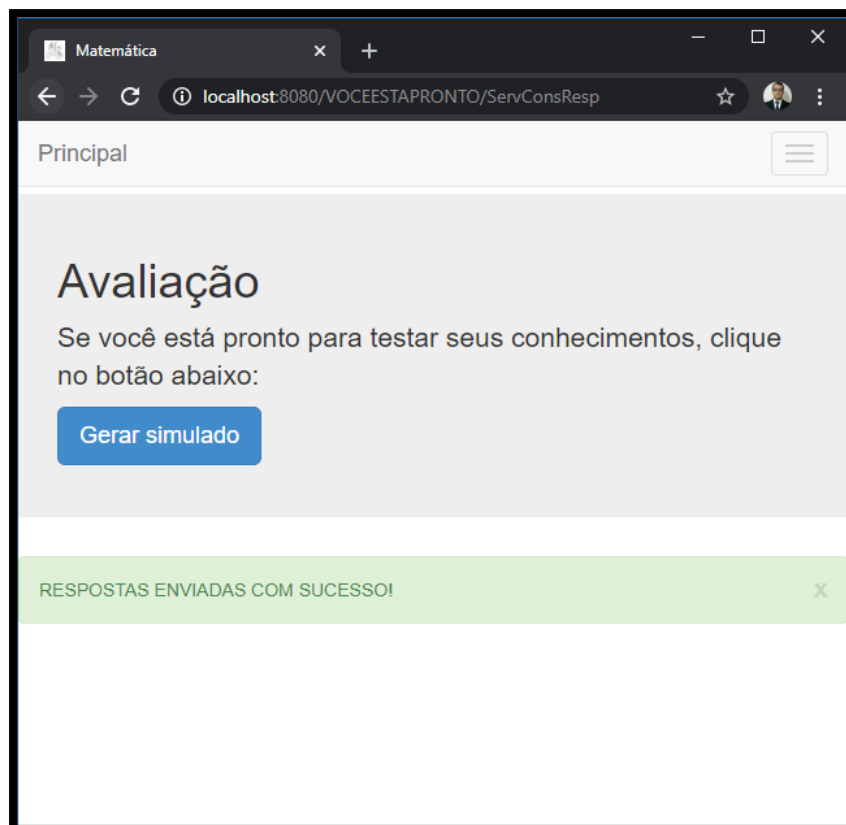 Matemática
localhost:8080/VOCEESTAPRONTO/ServConsResp
Principal
Avaliação
Se você está pronto para testar seus conhecimentos, clique
no botão abaixo:
Gerar simulado
RESPOSTAS ENVIADAS COM SUCESSO! x